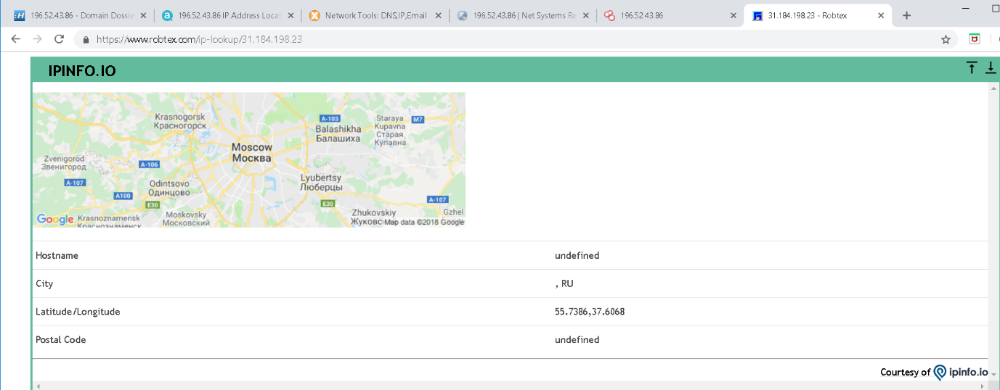 196.52.43.86 - Domain Dossie
196.52.43.86 IP Address Locat
Network Tools: DNS,IP,Email
196.52.43.86 | Net Systems Re
196.52.43.86
31.184.198.23 - Robtex
https://www.robtex.com/ip-lookup/31.184.198.23
IPINFO.IO
Krasnogorsk
Красногорск
A-103
Staraya
Kupavna
Старая
Купавна
M7
Balashikha
Балашиха
Moscow
Москва
Zvenigorod
Звенигород
A-106
A-107
Odintsovo
Одинцово
A100
E30
Lyubertsy
Люберцы
E30
A-107
Moskovsky
Московский
Zhukovskiy
Жуковс
Gzhel
Google
Krasnoznamensk
Краснознаменск
Map data ©2018 Google
Hostname undefined
City , RU
Latitude/Longitude 55.7386,37.6068
Postal Code undefined
Courtesy of ipinfo.io